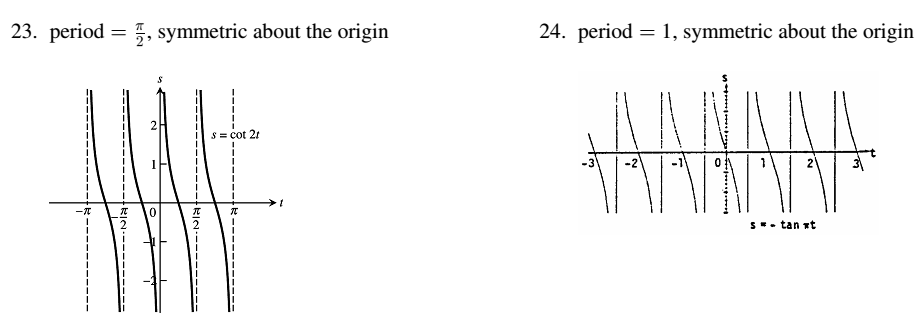 23. period = π/2, symmetric about the origin
24. period = 1, symmetric about the origin
s
2
s = cot 2t
1
-π
-π/2
0
π/2
π
t
-1
-2
s
-3
-2
-1
0
1
2
3
t
s = - tan πt